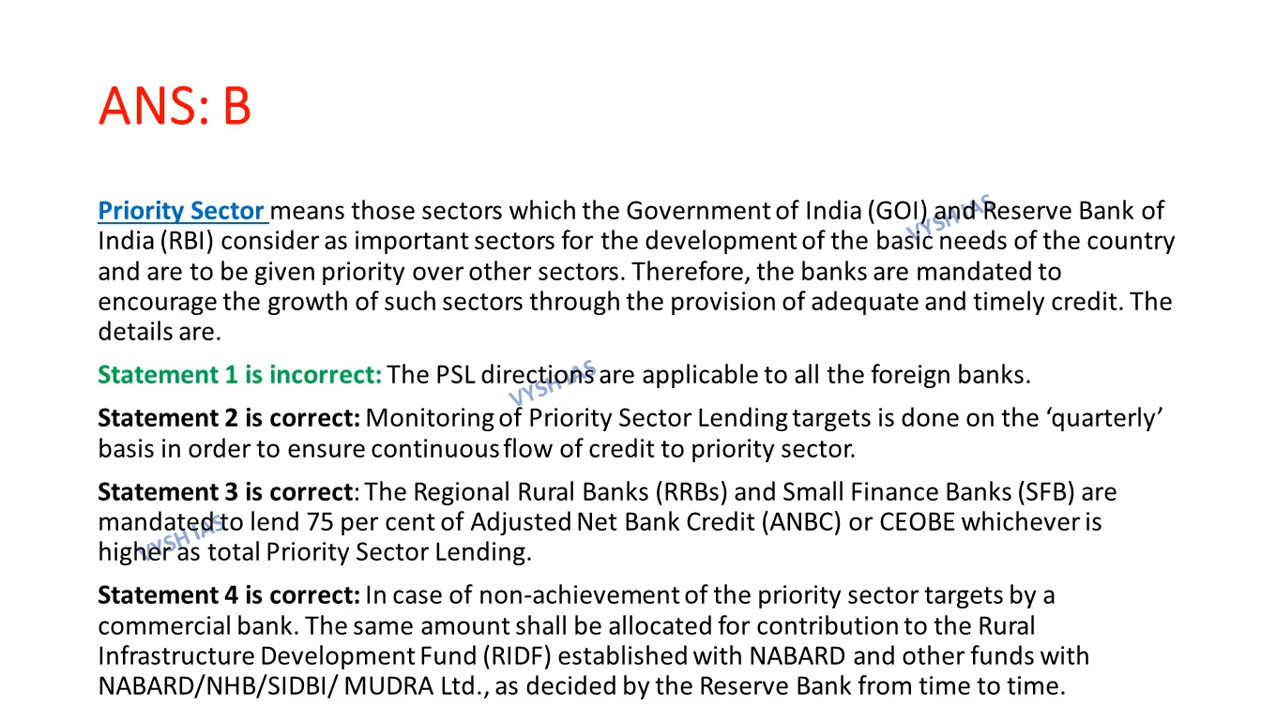 ANS: B
Priority Sector means those sectors which the Government of India (GOI) and Reserve Bank of
India (RBI) consider as important sectors for the development of the basic needs of the country
and are to be given priority over other sectors. Therefore, the banks are mandated to
encourage the growth of such sectors through the provision of adequate and timely credit. The
details are.
Statement 1 is incorrect: The PSL directions are applicable to all the foreign banks.
Statement 2 is correct: Monitoring of Priority Sector Lending targets is done on the ‘quarterly’
basis in order to ensure continuous flow of credit to priority sector.
Statement 3 is correct: The Regional Rural Banks (RRBs) and Small Finance Banks (SFB) are
mandated to lend 75 per cent of Adjusted Net Bank Credit (ANBC) or CEOBE whichever is
higher as total Priority Sector Lending.
Statement 4 is correct: In case of non-achievement of the priority sector targets by a
commercial bank. The same amount shall be allocated for contribution to the Rural
Infrastructure Development Fund (RIDF) established with NABARD and other funds with
NABARD/NHB/SIDBI/ MUDRA Ltd., as decided by the Reserve Bank from time to time.
VYSH IAS
VYSH IAS
VYSH IAS